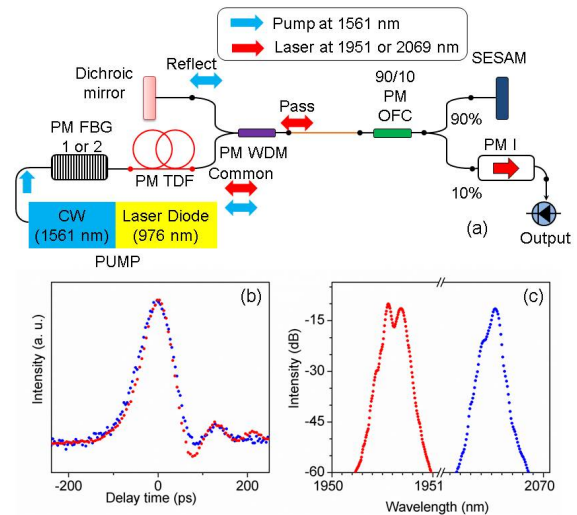 Pump at 1561 nm
Laser at 1951 or 2069 nm
(a)
Reflect
Dichroic
mirror
SESAM
90/10
PM
OFC
Pass
90%
PM FBG
1 or 2
PM TDF
PM WDM
Common
PM I
10%
CW
(1561 nm)
Laser Diode
(976 nm)
PUMP
(a)
Output
(b)
Intensity (a. u.)
-200
0
200
Delay time (ps)
(c)
Intensity (dB)
-15
-30
-45
-60
1950
1951
2070
Wavelength (nm)